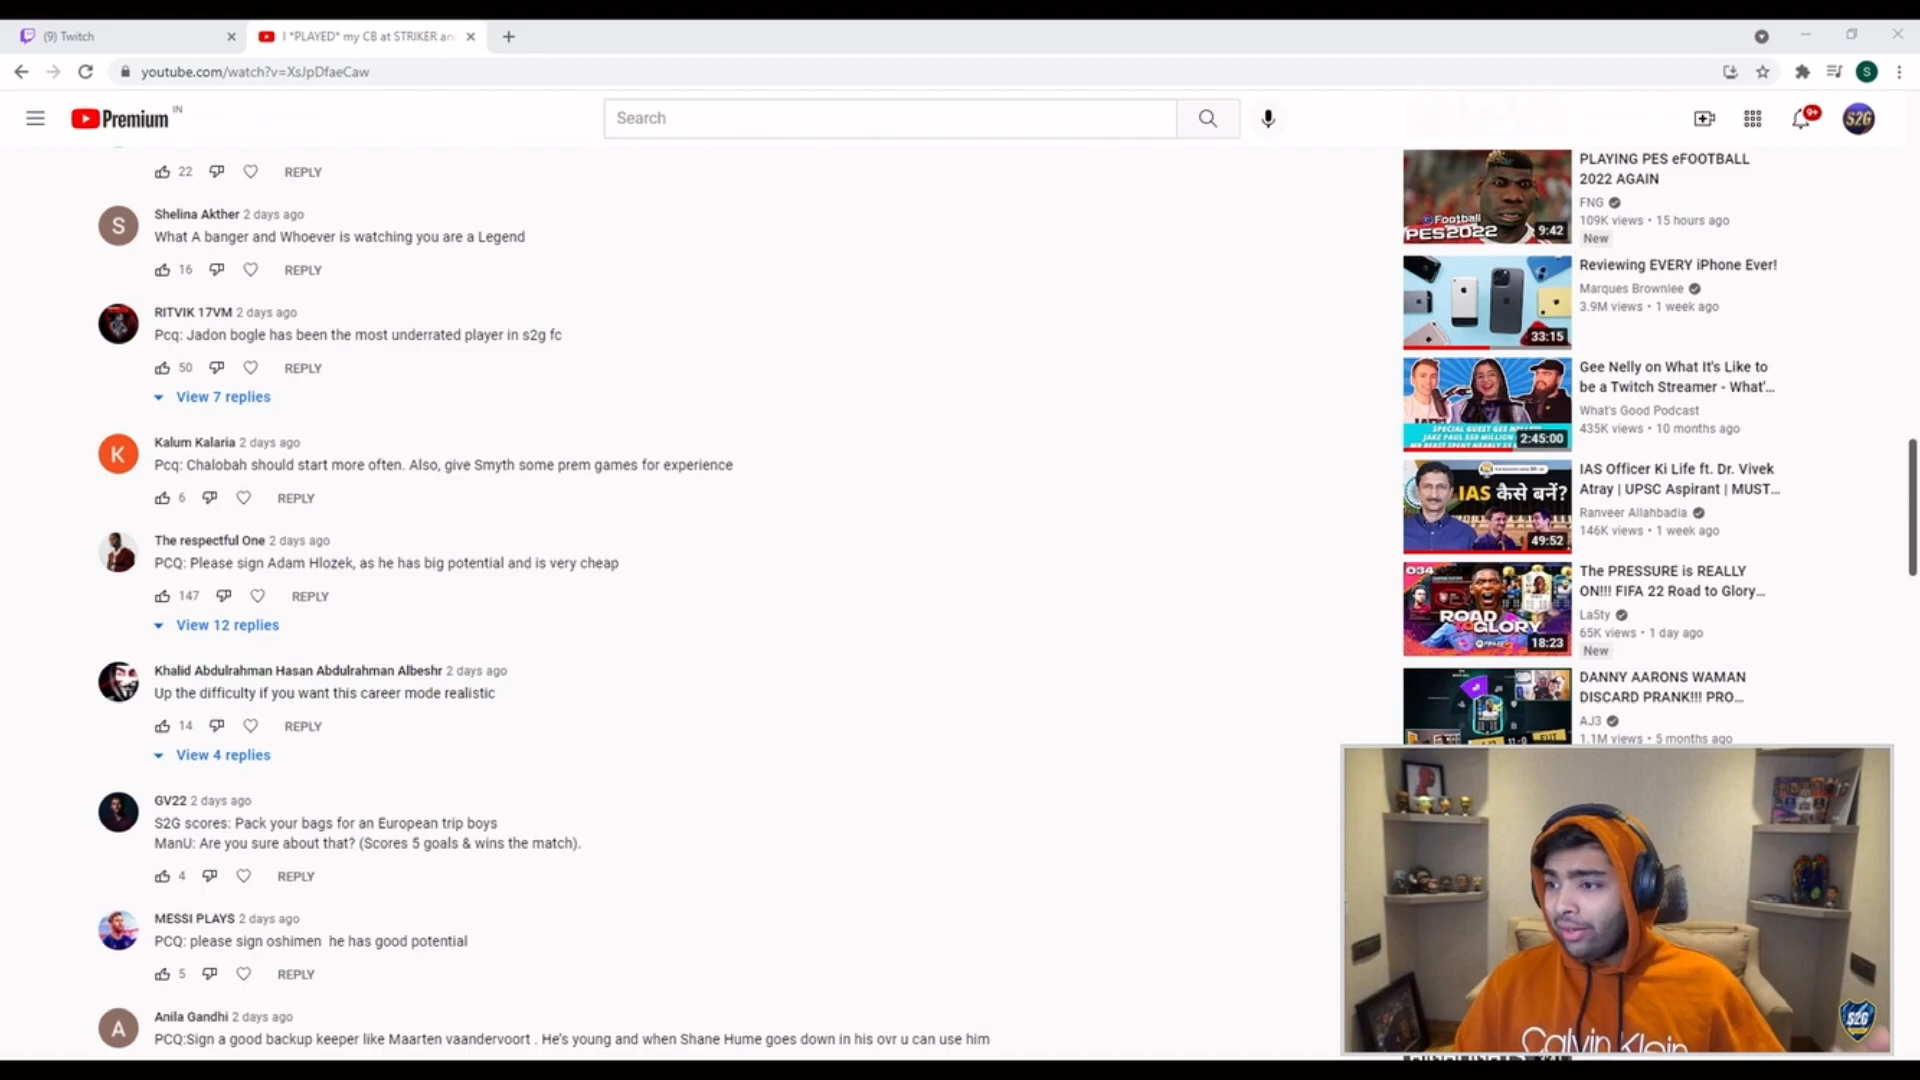 (9) Twitch
I *PLAYED* my CB at STRIKER an
youtube.com/watch?v=XsJpDfaeCaw
S
Premium IN
Search
9+
S2G
22
REPLY
S
Shelina Akther 2 days ago
What A banger and Whoever is watching you are a Legend
16
REPLY
RITVIK 17VM 2 days ago
Pcq: Jadon bogle has been the most underrated player in s2g fc
50
REPLY
View 7 replies
K
Kalum Kalaria 2 days ago
Pcq: Chalobah should start more often. Also, give Smyth some prem games for experience
6
REPLY
The respectful One 2 days ago
PCQ: Please sign Adam Hlozek, as he has big potential and is very cheap
147
REPLY
View 12 replies
Khalid Abdulrahman Hasan Abdulrahman Albeshr 2 days ago
Up the difficulty if you want this career mode realistic
14
REPLY
View 4 replies
GV22 2 days ago
S2G scores: Pack your bags for an European trip boys
ManU: Are you sure about that? (Scores 5 goals & wins the match).
4
REPLY
MESSI PLAYS 2 days ago
PCQ: please sign oshimen he has good potential
5
REPLY
A
Anila Gandhi 2 days ago
PCQ:Sign a good backup keeper like Maarten vaandervoort . He's young and when Shane Hume goes down in his ovr u can use him
eFootball
PES2022
9:42
PLAYING PES eFOOTBALL
2022 AGAIN
FNG
109K views • 15 hours ago
New
33:15
Reviewing EVERY iPhone Ever!
Marques Brownlee
3.9M views • 1 week ago
2:45:00
Gee Nelly on What It's Like to
be a Twitch Streamer - What'...
What's Good Podcast
435K views • 10 months ago
IAS कैसे बनें?
49:52
IAS Officer Ki Life ft. Dr. Vivek
Atray | UPSC Aspirant | MUST...
Ranveer Allahbadia
146K views • 1 week ago
034
ROAD
TO GLORY
18:23
The PRESSURE is REALLY
ON!!! FIFA 22 Road to Glory...
La5ty
65K views • 1 day ago
New
DANNY AARONS WAMAN
DISCARD PRANK!!! PRO...
AJ3
1.1M views • 5 months ago
Calvin Klein
S2G